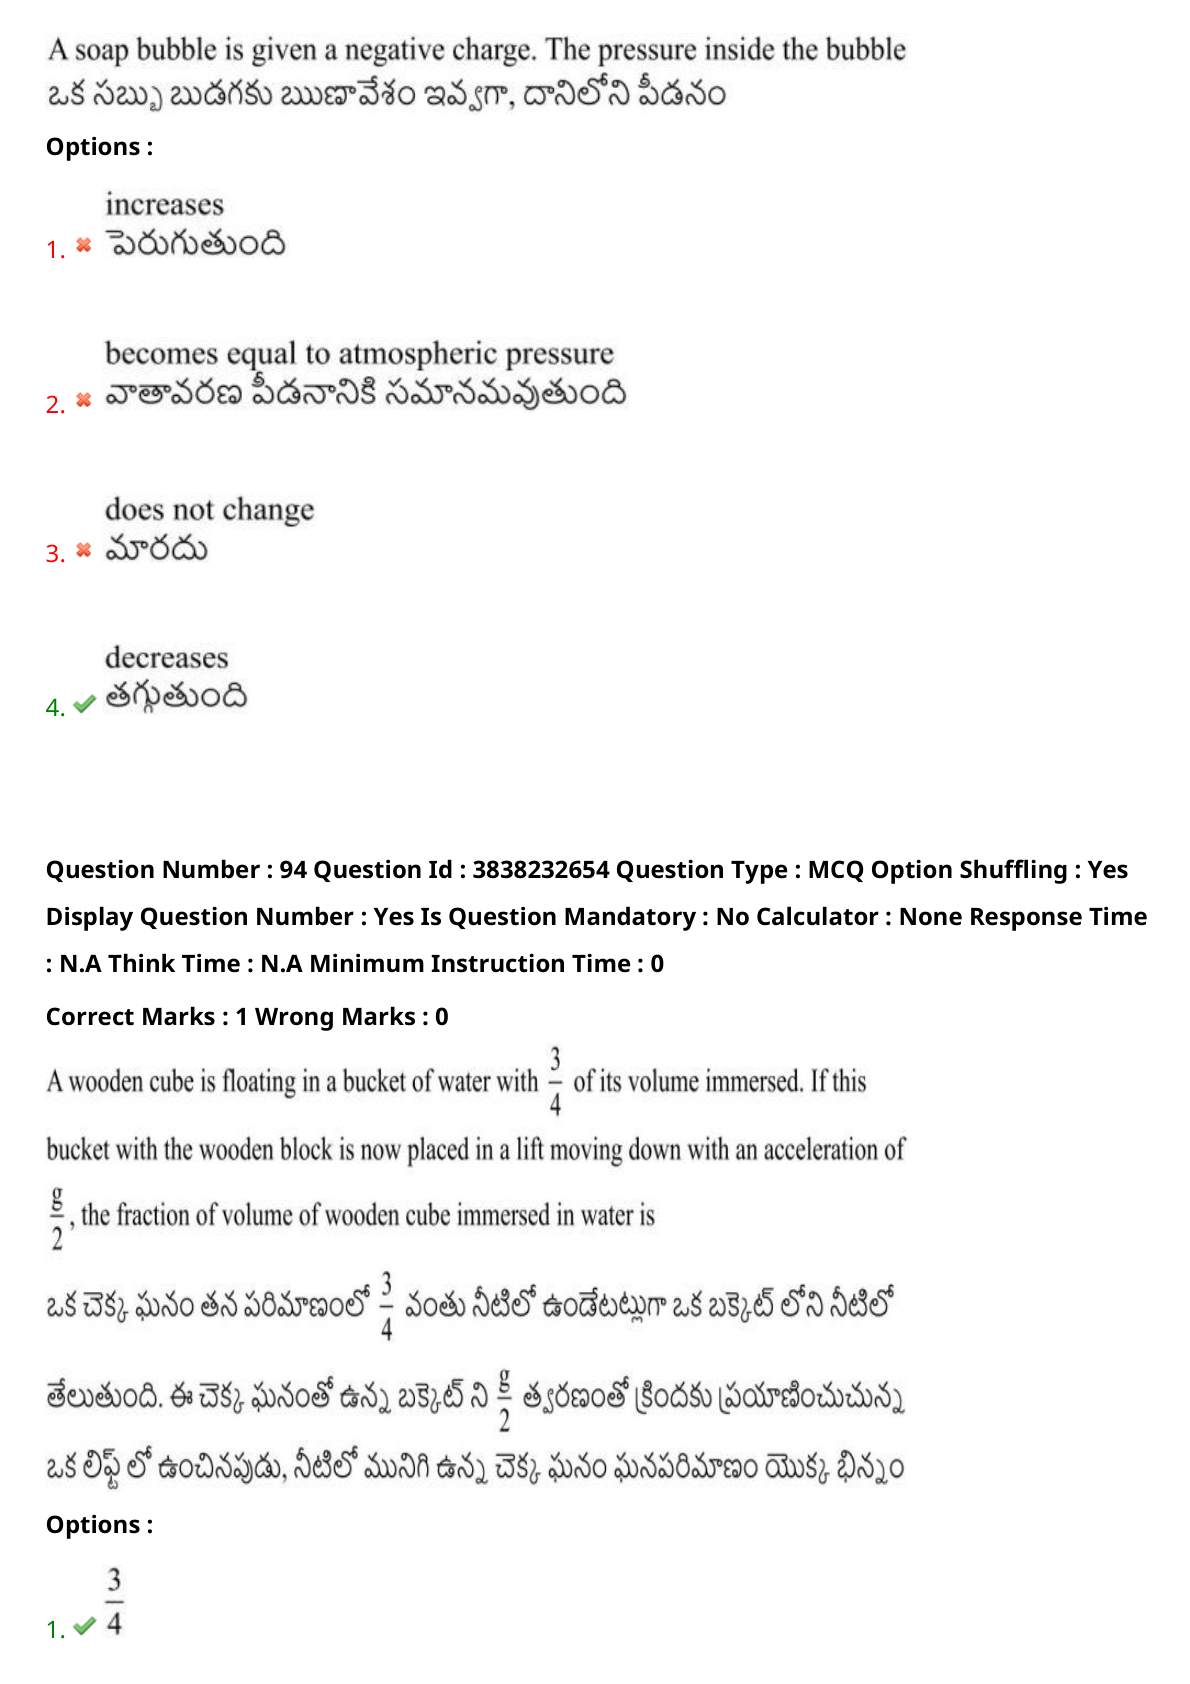 A soap bubble is given a negative charge. The pressure inside the bubble
ఒక సబ్బు బుడగకు ఋణావేశం ఇవ్వగా, దానిలోని పీడనం
Options :
increases
1. ✖ పెరుగుతుంది
becomes equal to atmospheric pressure
2. ✖ వాతావరణ పీడనానికి సమానమవుతుంది
does not change
3. ✖ మారదు
decreases
4. ✔ తగ్గుతుంది
Question Number : 94 Question Id : 3838232654 Question Type : MCQ Option Shuffling : Yes
Display Question Number : Yes Is Question Mandatory : No Calculator : None Response Time
: N.A Think Time : N.A Minimum Instruction Time : 0
Correct Marks : 1 Wrong Marks : 0
A wooden cube is floating in a bucket of water with 3/4 of its volume immersed. If this
bucket with the wooden block is now placed in a lift moving down with an acceleration of
g/2, the fraction of volume of wooden cube immersed in water is
ఒక చెక్క ఘనం తన పరిమాణంలో 3/4 వంతు నీటిలో ఉండేటట్లుగా ఒక బక్కెట్ లోని నీటిలో
తేలుతుంది. ఈ చెక్క ఘనంతో ఉన్న బక్కెట్ ని g/2 త్వరణంతో క్రిందకు ప్రయాణించుచున్న
ఒక లిఫ్ట్ లో ఉంచినపుడు, నీటిలో మునిగి ఉన్న చెక్క ఘనం ఘనపరిమాణం యొక్క భిన్నం
Options :
1. ✔ 3/4